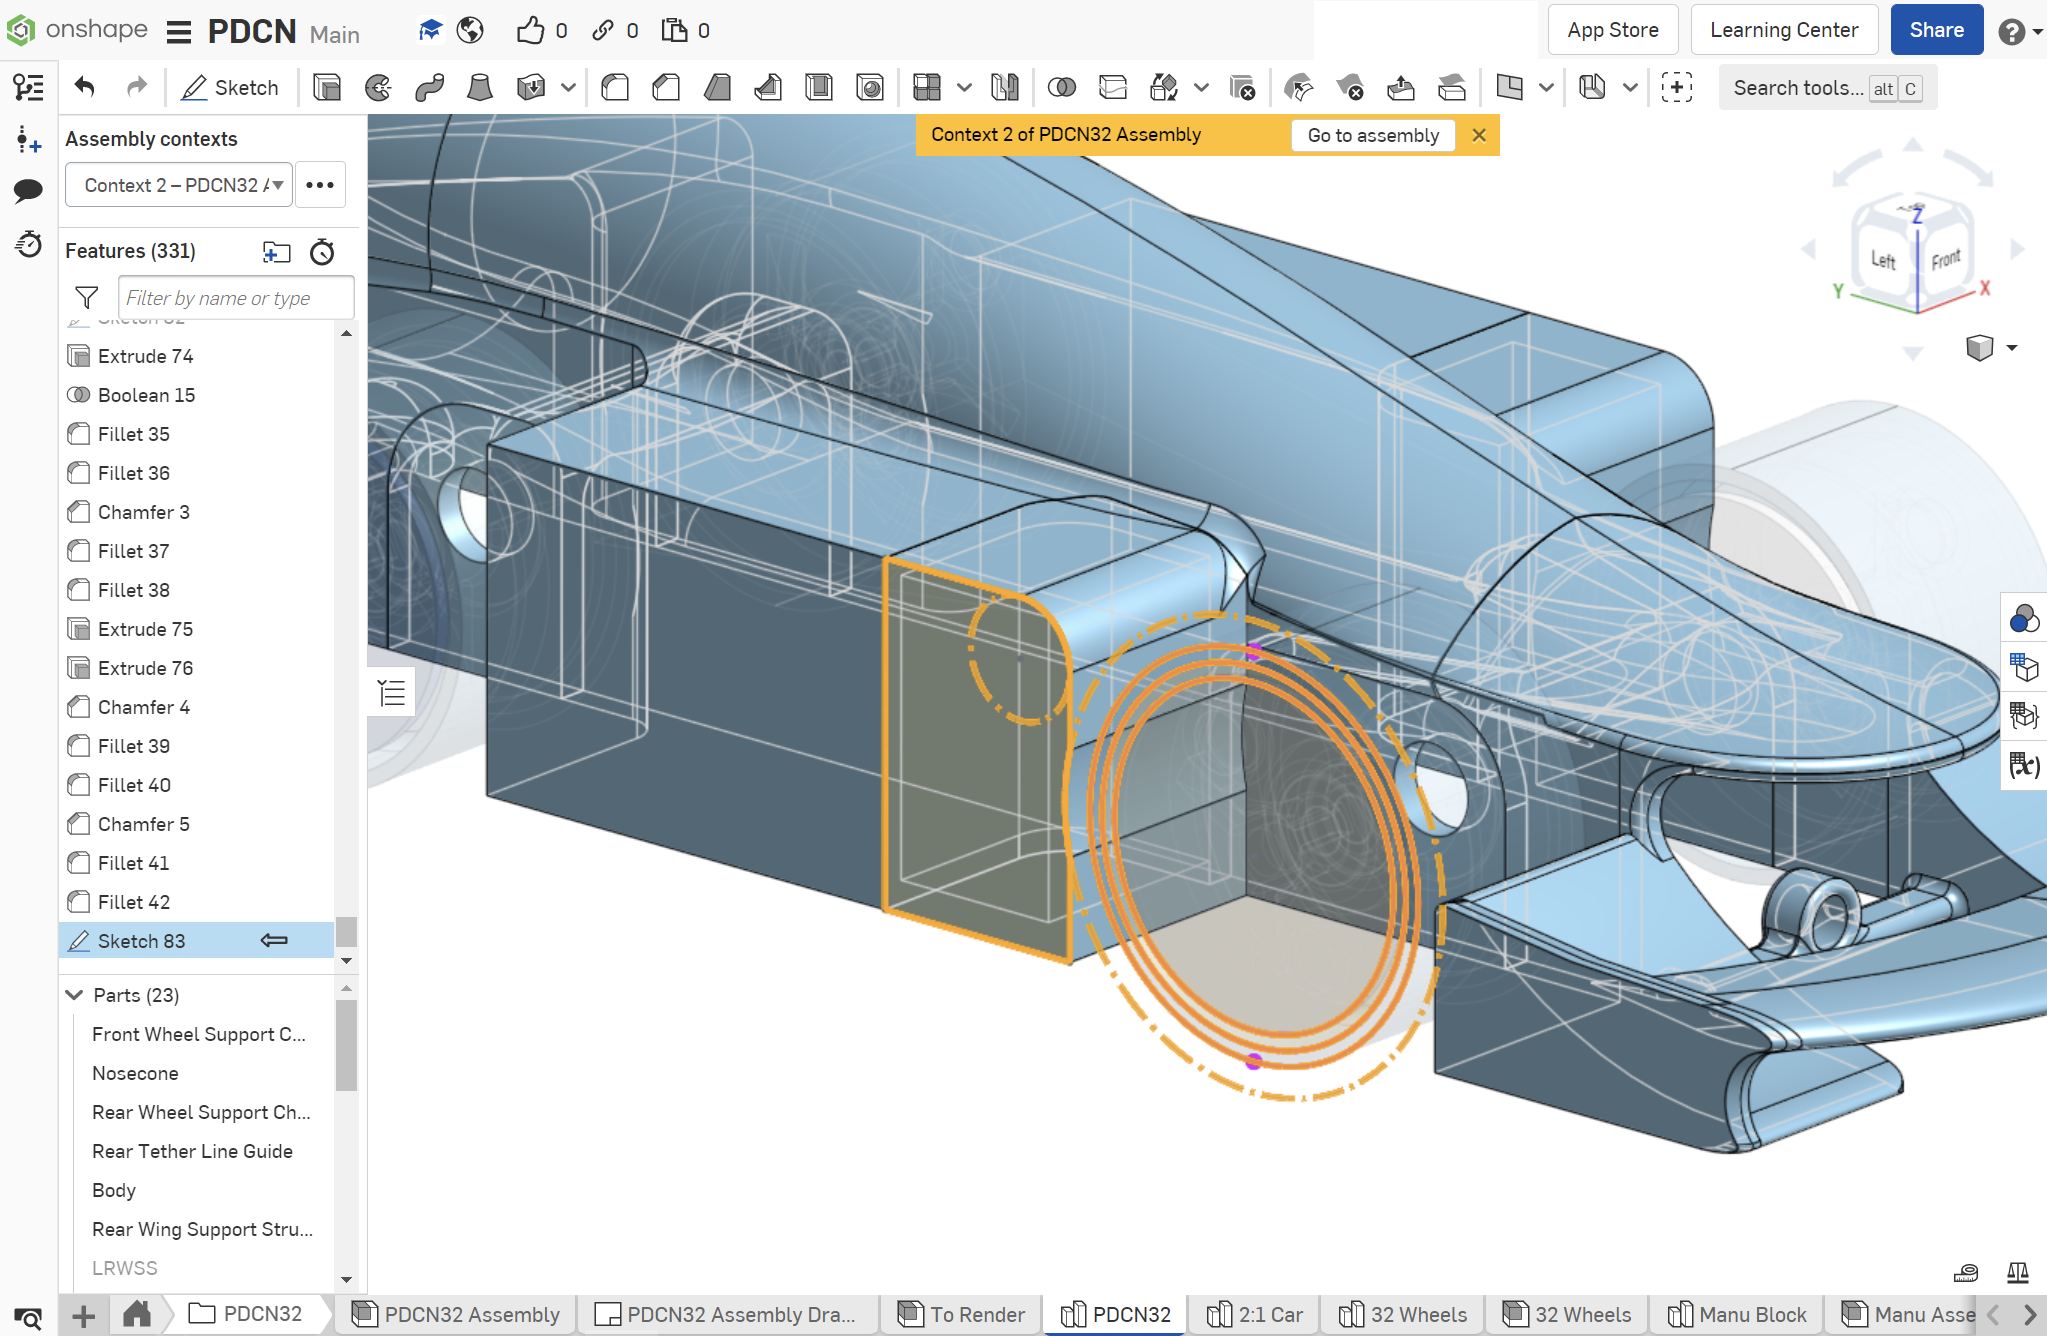 onshape PDCN Main 0 0 0 App Store Learning Center Share
Sketch Search tools... alt C
Assembly contexts
Context 2 – PDCN32
Context 2 of PDCN32 Assembly Go to assembly
Features (331)
Filter by name or type
Sketch 82
Extrude 74
Boolean 15
Fillet 35
Fillet 36
Chamfer 3
Fillet 37
Fillet 38
Extrude 75
Extrude 76
Chamfer 4
Fillet 39
Fillet 40
Chamfer 5
Fillet 41
Fillet 42
Sketch 83
Parts (23)
Front Wheel Support C...
Nosecone
Rear Wheel Support Ch...
Rear Tether Line Guide
Body
Rear Wing Support Stru...
LRWSS
Z
Left Front
Y X
PDCN32 PDCN32 Assembly PDCN32 Assembly Dra... To Render PDCN32 2:1 Car 32 Wheels 32 Wheels Manu Block Manu Asse